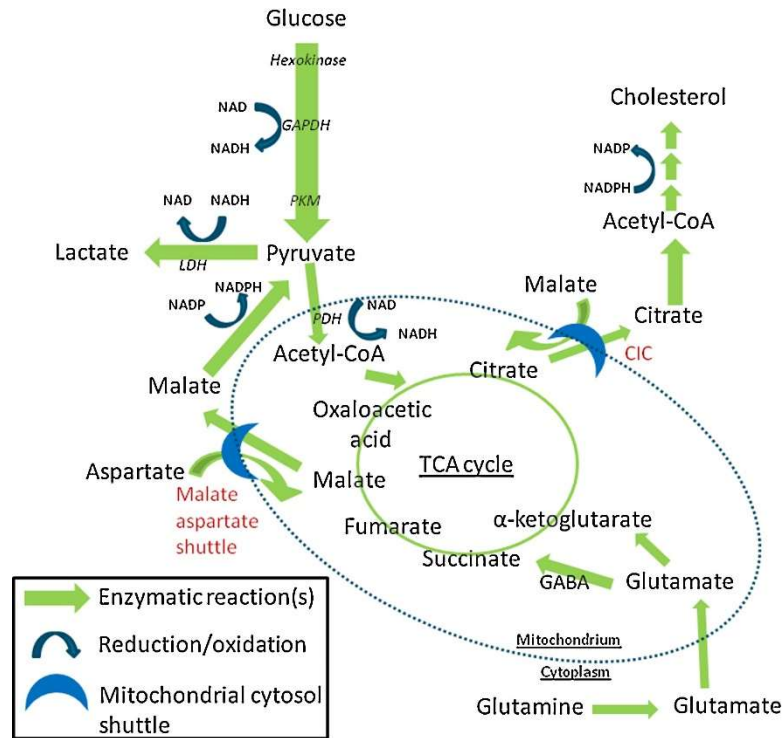 Glucose
Hexokinase
NAD
GAPDH
NADH
PKM
Cholesterol
NADP
NADPH
Acetyl-CoA
NAD
NADH
Lactate
LDH
Pyruvate
NADP
NADPH
PDH
NAD
NADH
Malate
Citrate
CIC
Acetyl-CoA
Citrate
Malate
Oxaloacetic
acid
TCA cycle
Aspartate
Malate
aspartate
shuttle
Malate
Fumarate
α-ketoglutarate
Succinate
GABA
Glutamate
Mitochondrium
Cytoplasm
Glutamine
Glutamate
Enzymatic reaction(s)
Reduction/oxidation
Mitochondrial cytosol
shuttle